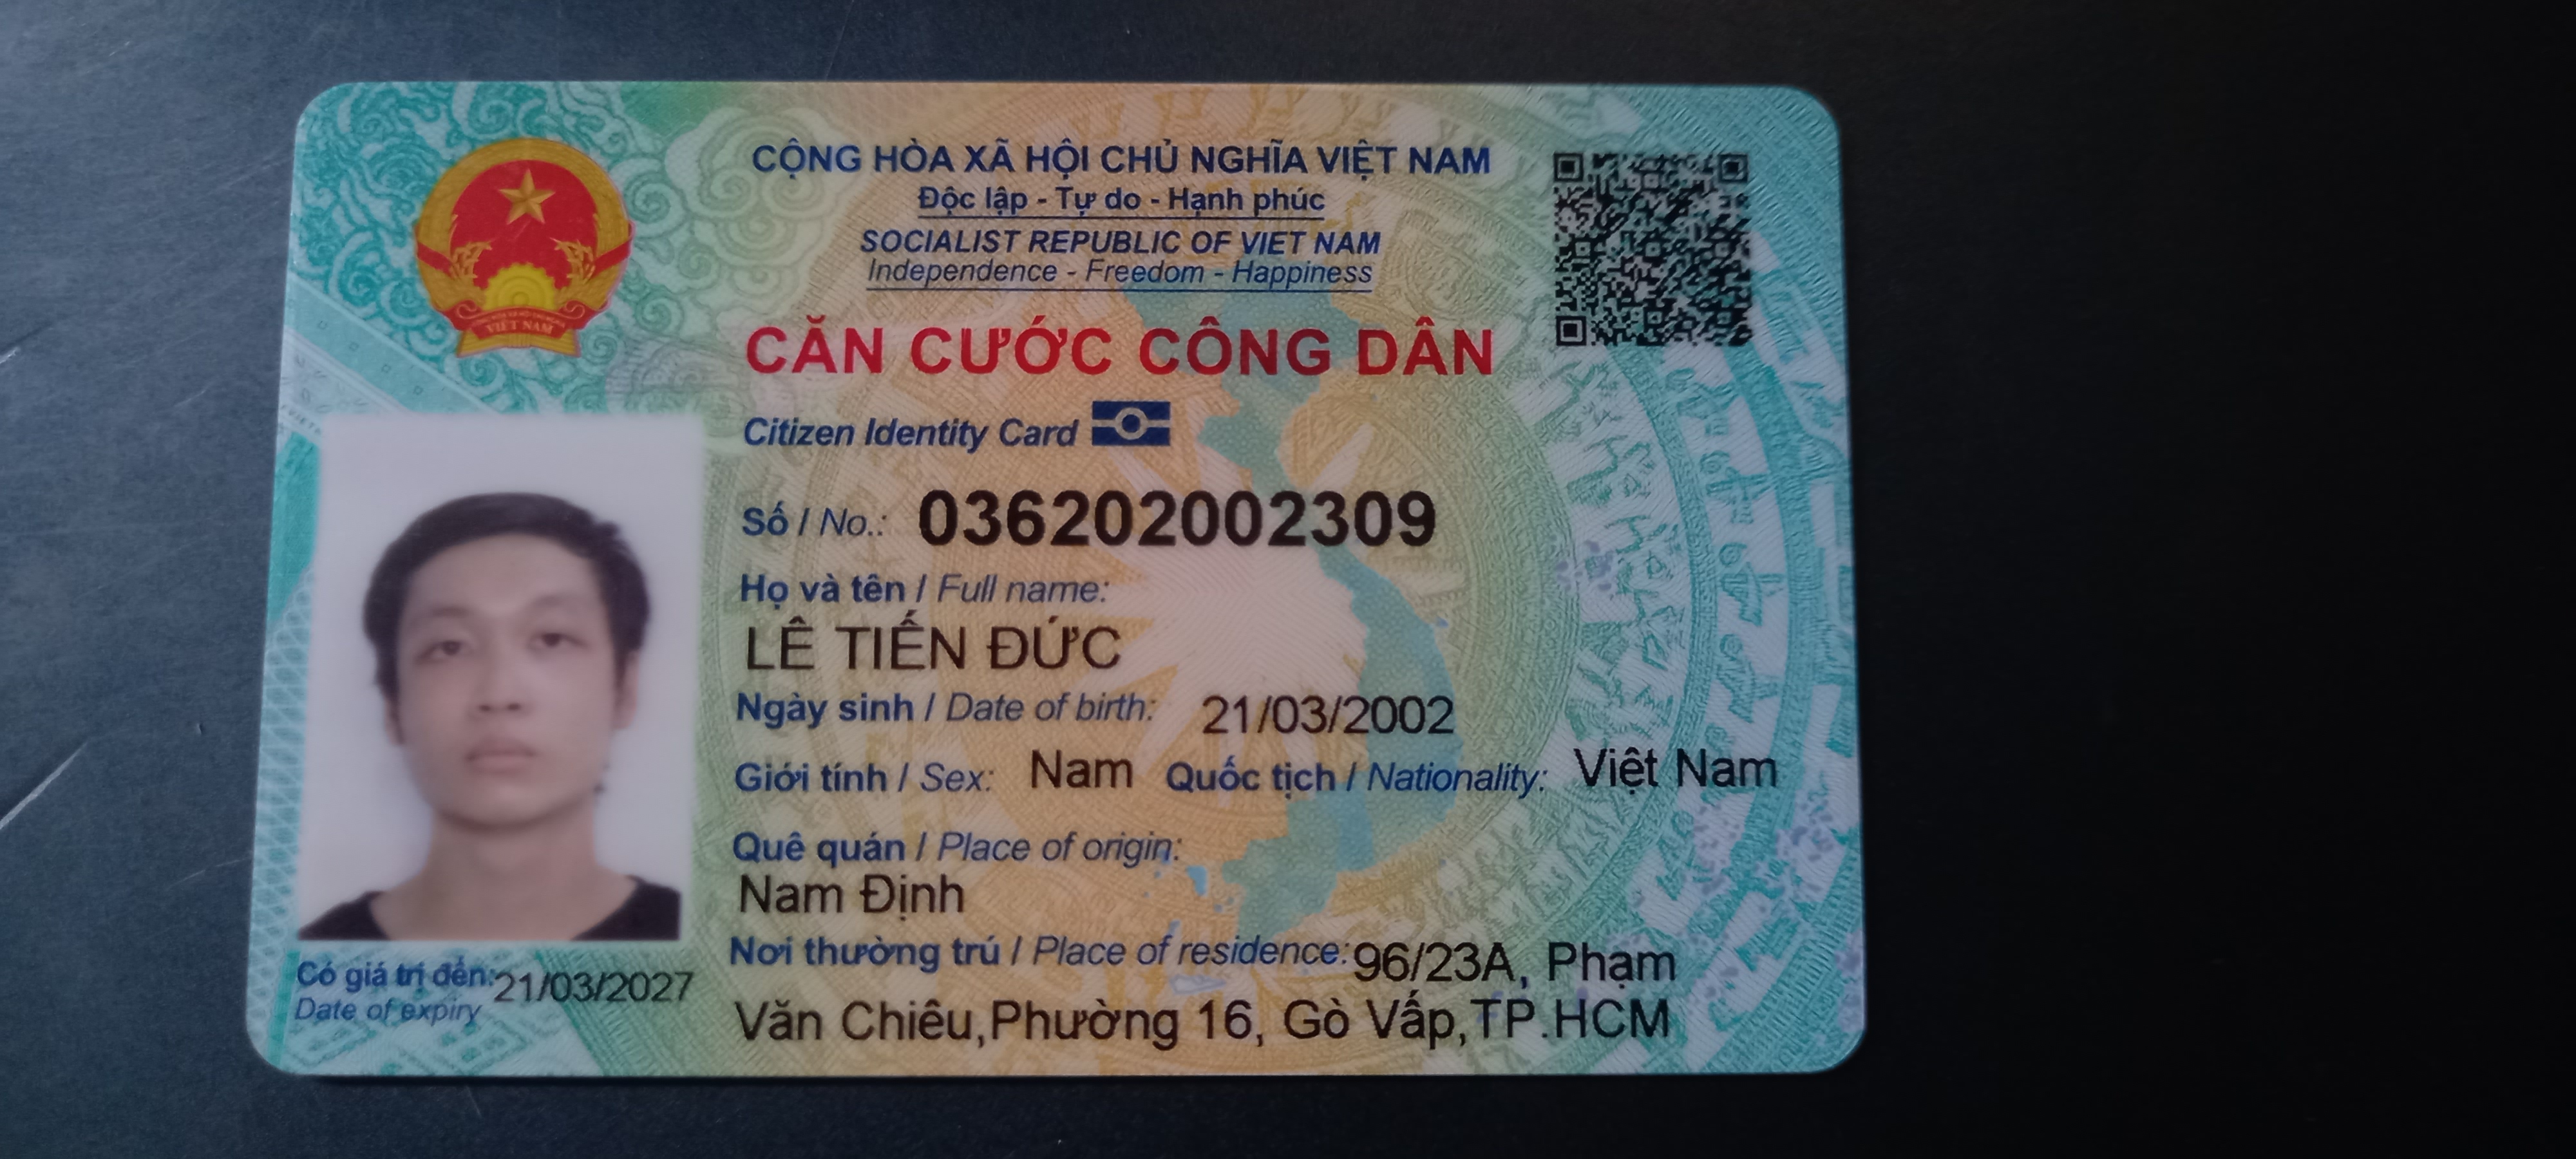 CỘNG HÒA XÃ HỘI CHỦ NGHĨA VIỆT NAM
Độc lập - Tự do - Hạnh phúc
SOCIALIST REPUBLIC OF VIET NAM
Independence - Freedom - Happiness
VIỆT NAM
CĂN CƯỚC CÔNG DÂN
Citizen Identity Card
Số / No.: 036202002309
Họ và tên / Full name:
LÊ TIẾN ĐỨC
Ngày sinh / Date of birth: 21/03/2002
Giới tính / Sex: Nam Quốc tịch / Nationality: Việt Nam
Quê quán / Place of origin:
Nam Định
Nơi thường trú / Place of residence: 96/23A, Phạm
Văn Chiêu,Phường 16, Gò Vấp,TP.HCM
Có giá trị đến: 21/03/2027
Date of expiry